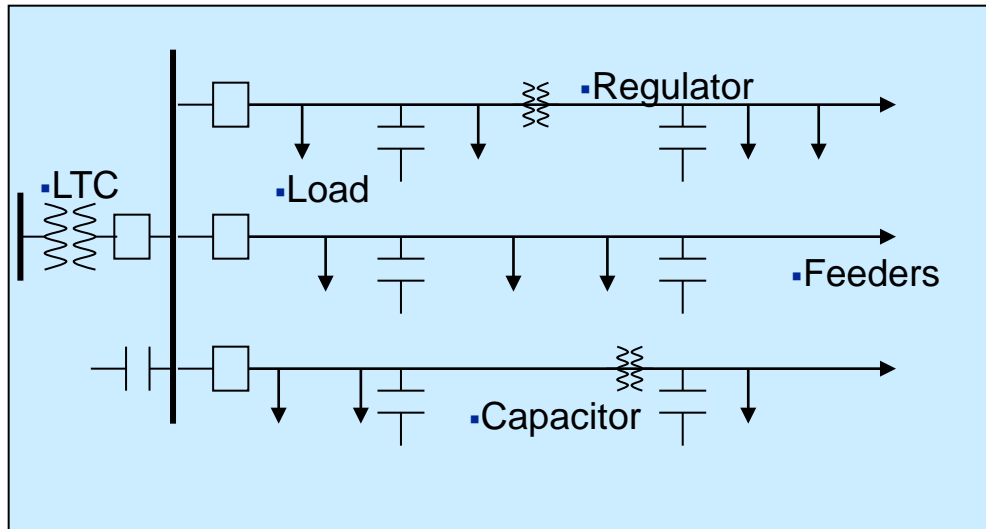 ▪Regulator
▪LTC
▪Load
▪Feeders
▪Capacitor